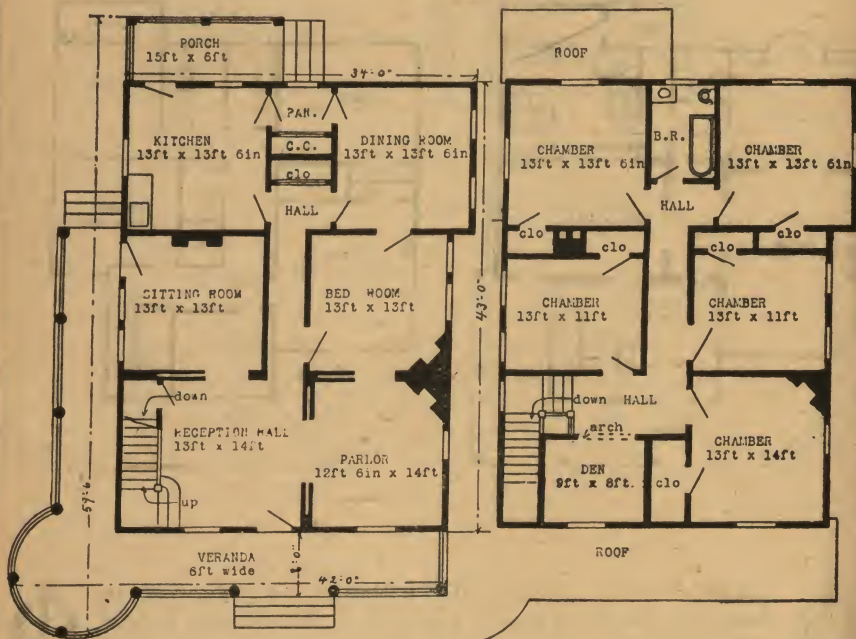 PORCH
15ft x 6ft
34'-0"
KITCHEN
13ft x 13ft 6in
PAN.
C.C.
clo
DINING ROOM
13ft x 13ft 6in
HALL
SITTING ROOM
13ft x 13ft
BED ROOM
13ft x 13ft
43'-0"
down
RECEPTION HALL
13ft x 14ft
up
PARLOR
12ft 6in x 14ft
57'-6"
VERANDA
6ft wide
42'-0"
ROOF
CHAMBER
13ft x 13ft 6in
B.R.
CHAMBER
13ft x 13ft 6in
HALL
clo
clo
clo
clo
CHAMBER
13ft x 11ft
CHAMBER
13ft x 11ft
down
HALL
arch
CHAMBER
13ft x 14ft
DEN
9ft x 8ft.
clo
ROOF